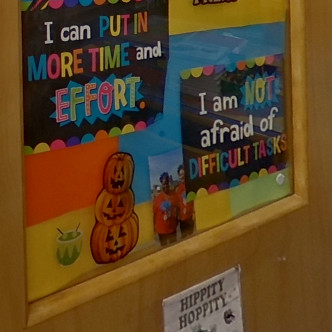 I can PUT IN
MORE TIME and
EFFORT.
I am NOT
afraid of
DIFFICULT TASKS
HIPPITY
HOPPITY